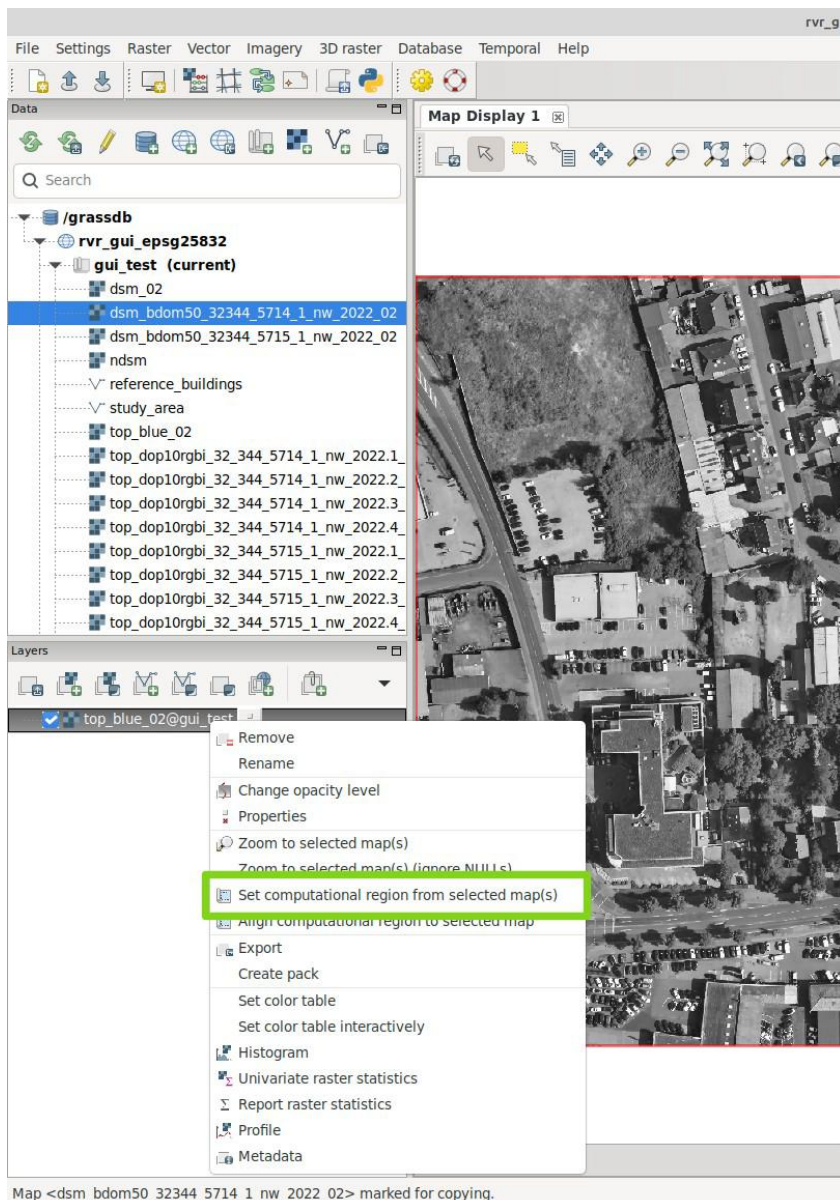 rvr_g
File Settings Raster Vector Imagery 3D raster Database Temporal Help
Data
Map Display 1
Search
/grassdb
rvr_gui_epsg25832
gui_test (current)
dsm_02
dsm_bdom50_32344_5714_1_nw_2022_02
dsm_bdom50_32344_5715_1_nw_2022_02
ndsm
reference_buildings
study_area
top_blue_02
top_dop10rgbi_32_344_5714_1_nw_2022.1_
top_dop10rgbi_32_344_5714_1_nw_2022.2_
top_dop10rgbi_32_344_5714_1_nw_2022.3_
top_dop10rgbi_32_344_5714_1_nw_2022.4_
top_dop10rgbi_32_344_5715_1_nw_2022.1_
top_dop10rgbi_32_344_5715_1_nw_2022.2_
top_dop10rgbi_32_344_5715_1_nw_2022.3_
top_dop10rgbi_32_344_5715_1_nw_2022.4_
Layers
top_blue_02@gui_test
Remove
Rename
Change opacity level
Properties
Zoom to selected map(s)
Zoom to selected map(s) (ignore NULLs)
Set computational region from selected map(s)
Align computational region to selected map
Export
Create pack
Set color table
Set color table interactively
Histogram
Univariate raster statistics
Report raster statistics
Profile
Metadata
Map <dsm_bdom50_32344_5714_1_nw_2022_02> marked for copying.